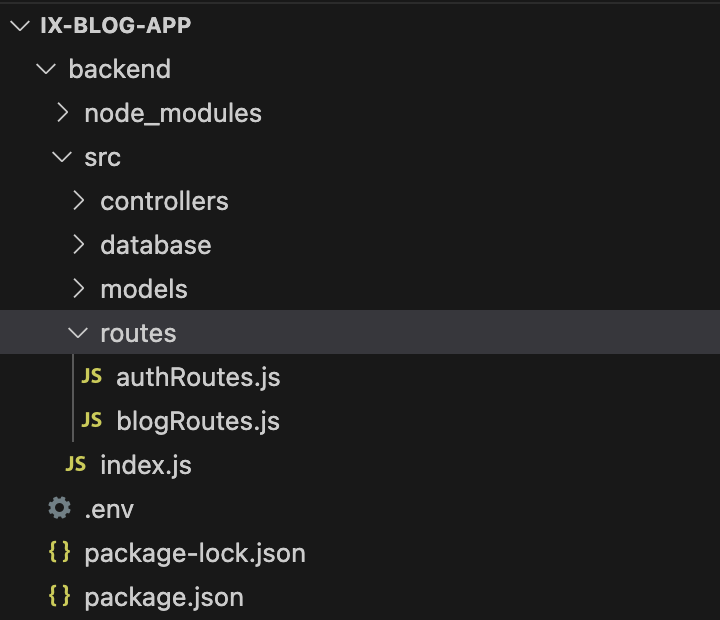 IX-BLOG-APP
backend
node_modules
src
controllers
database
models
routes
JS authRoutes.js
JS blogRoutes.js
JS index.js
.env
{} package-lock.json
{} package.json